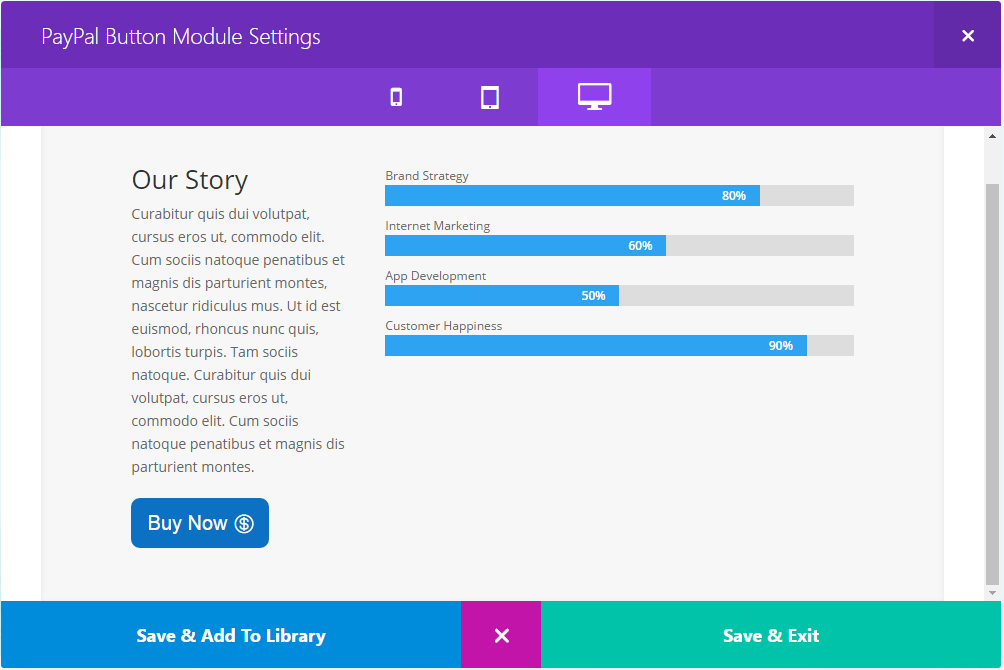 PayPal Button Module Settings
Our Story
Curabitur quis dui volutpat,
cursus eros ut, commodo elit.
Cum sociis natoque penatibus et
magnis dis parturient montes,
nascetur ridiculus mus. Ut id est
euismod, rhoncus nunc quis,
lobortis turpis. Tam sociis
natoque. Curabitur quis dui
volutpat, cursus eros ut,
commodo elit. Cum sociis
natoque penatibus et magnis dis
parturient montes.
Buy Now
Brand Strategy
80%
Internet Marketing
60%
App Development
50%
Customer Happiness
90%
Save & Add To Library
Save & Exit